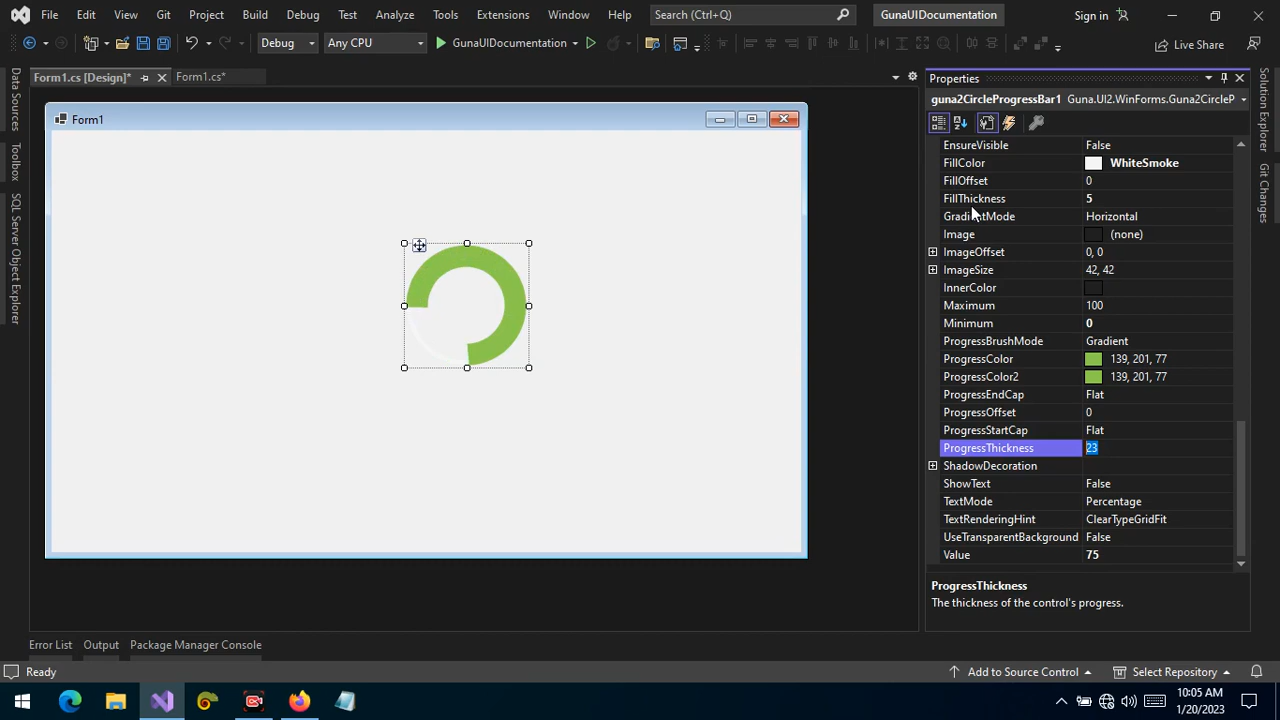 File Edit View Git Project Build Debug Test Analyze Tools Extensions Window Help Search (Ctrl+Q) GunaUIDocumentation Sign in
Debug Any CPU GunaUIDocumentation Live Share
Form1.cs [Design]* Form1.cs*
Data Sources
Toolbox
SQL Server Object Explorer
Form1
Properties
guna2CircleProgressBar1 Guna.UI2.WinForms.Guna2CircleP
EnsureVisible False
FillColor WhiteSmoke
FillOffset 0
FillThickness 5
GradientMode Horizontal
Image (none)
ImageOffset 0, 0
ImageSize 42, 42
InnerColor
Maximum 100
Minimum 0
ProgressBrushMode Gradient
ProgressColor 139, 201, 77
ProgressColor2 139, 201, 77
ProgressEndCap Flat
ProgressOffset 0
ProgressStartCap Flat
ProgressThickness 23
ShadowDecoration
ShowText False
TextMode Percentage
TextRenderingHint ClearTypeGridFit
UseTransparentBackground False
Value 75
ProgressThickness
The thickness of the control's progress.
Solution Explorer
Git Changes
Error List Output Package Manager Console
Ready Add to Source Control Select Repository
10:05 AM
1/20/2023